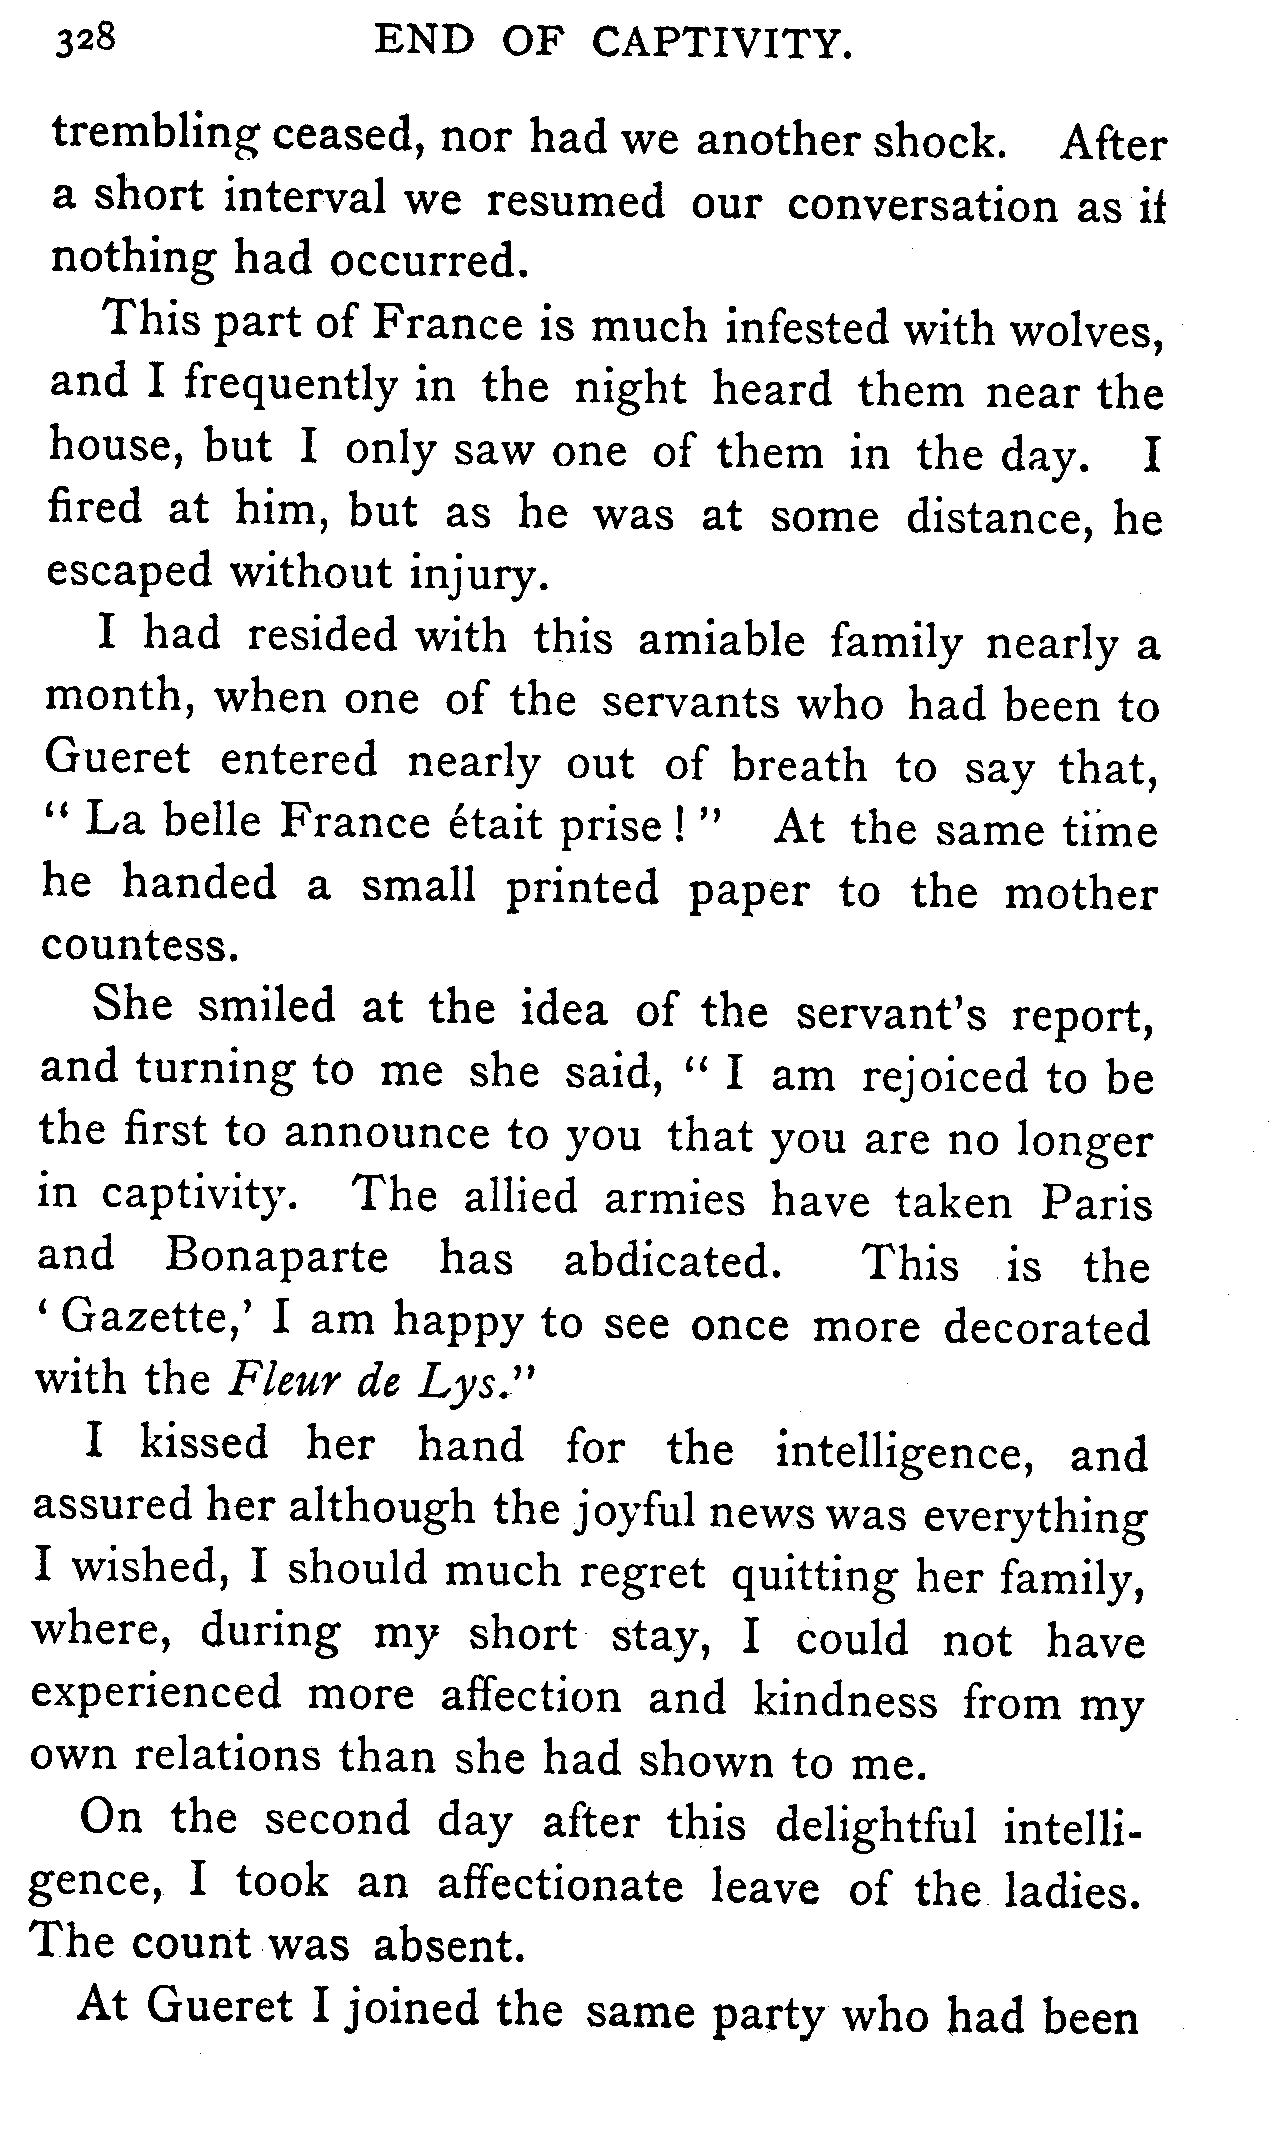 328 END OF CAPTIVITY.
trembling ceased, nor had we another shock. After
a short interval we resumed our conversation as if
nothing had occurred.
This part of France is much infested with wolves,
and I frequently in the night heard them near the
house, but I only saw one of them in the day. I
fired at him, but as he was at some distance, he
escaped without injury.
I had resided with this amiable family nearly a
month, when one of the servants who had been to
Gueret entered nearly out of breath to say that,
“ La belle France était prise ! ” At the same time
he handed a small printed paper to the mother
countess.
She smiled at the idea of the servant's report,
and turning to me she said, “ I am rejoiced to be
the first to announce to you that you are no longer
in captivity. The allied armies have taken Paris
and Bonaparte has abdicated. This is the
‘ Gazette,’ I am happy to see once more decorated
with the Fleur de Lys.”
I kissed her hand for the intelligence, and
assured her although the joyful news was everything
I wished, I should much regret quitting her family,
where, during my short stay, I could not have
experienced more affection and kindness from my
own relations than she had shown to me.
On the second day after this delightful intelli-
gence, I took an affectionate leave of the ladies.
The count was absent.
At Gueret I joined the same party who had been